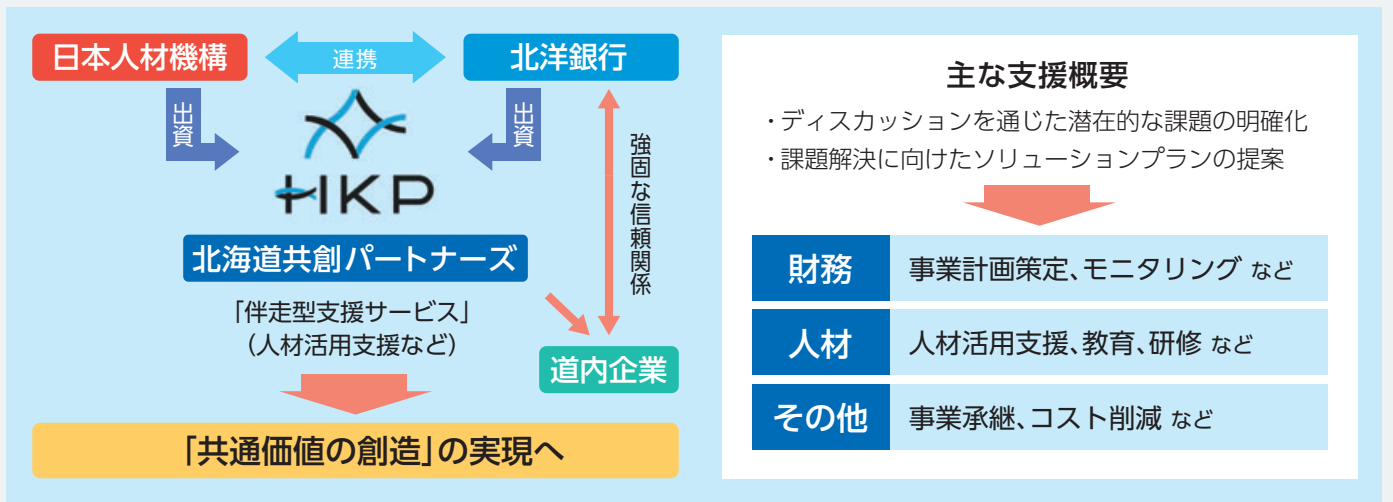 日本人材機構
連携
北洋銀行
出資
出資
HKP
北海道共創パートナーズ
「伴走型支援サービス」
（人材活用支援など）
強固な信頼関係
道内企業
「共通価値の創造」の実現へ
主な支援概要
・ディスカッションを通じた潜在的な課題の明確化
・課題解決に向けたソリューションプランの提案
財務 事業計画策定、モニタリング など
人材 人材活用支援、教育、研修 など
その他 事業承継、コスト削減 など